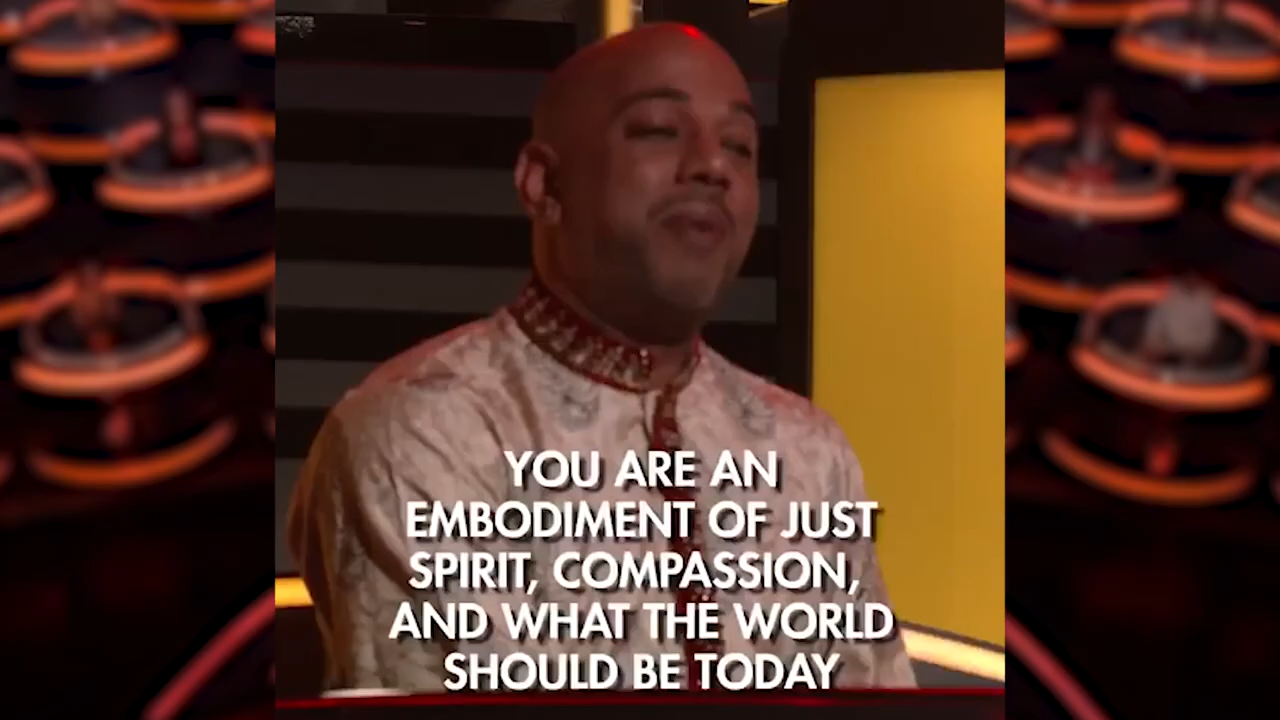 YOU ARE AN
EMBODIMENT OF JUST
SPIRIT, COMPASSION,
AND WHAT THE WORLD
SHOULD BE TODAY